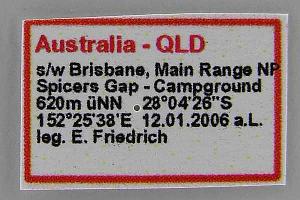 Australia - QLD
s/w Brisbane, Main Range NP
Spicers Gap - Campground
620m üNN 28°04'26"S
152°25'38'E 12.01.2006 a.L.
leg. E. Friedrich